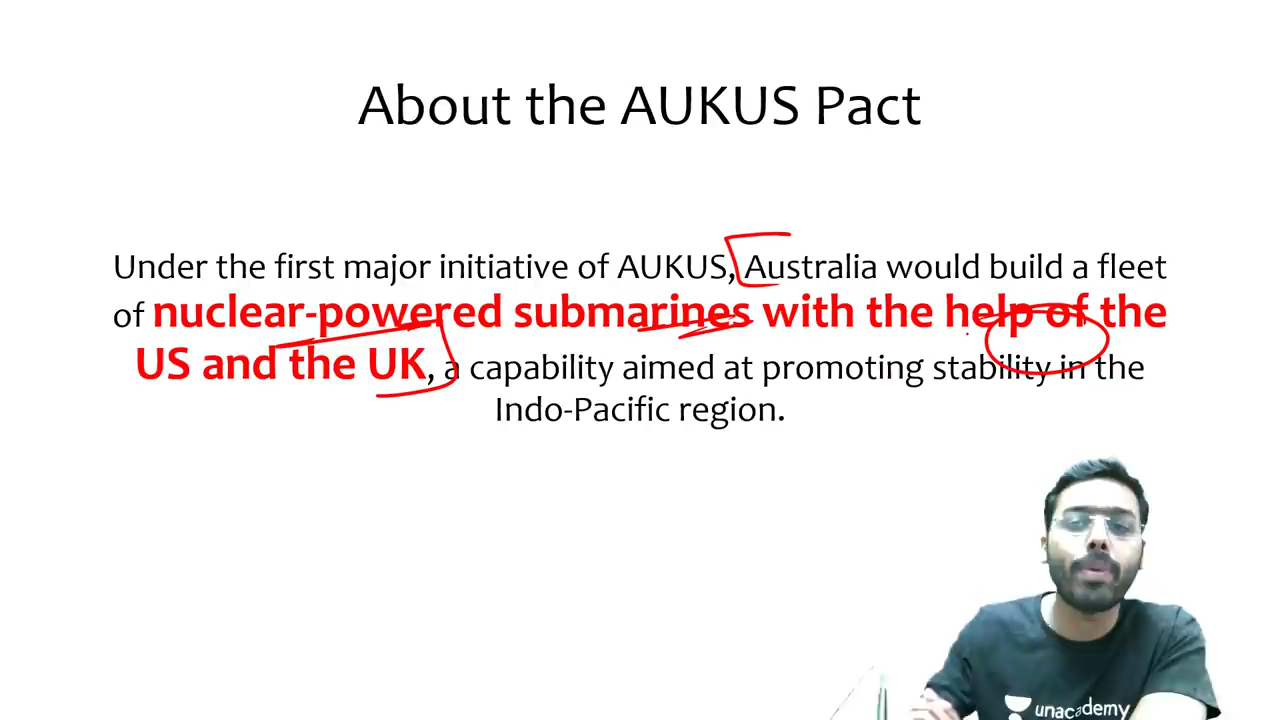 About the AUKUS Pact
Under the first major initiative of AUKUS, Australia would build a fleet
of nuclear-powered submarines with the help of the
US and the UK, a capability aimed at promoting stability in the
Indo-Pacific region.
unacademy